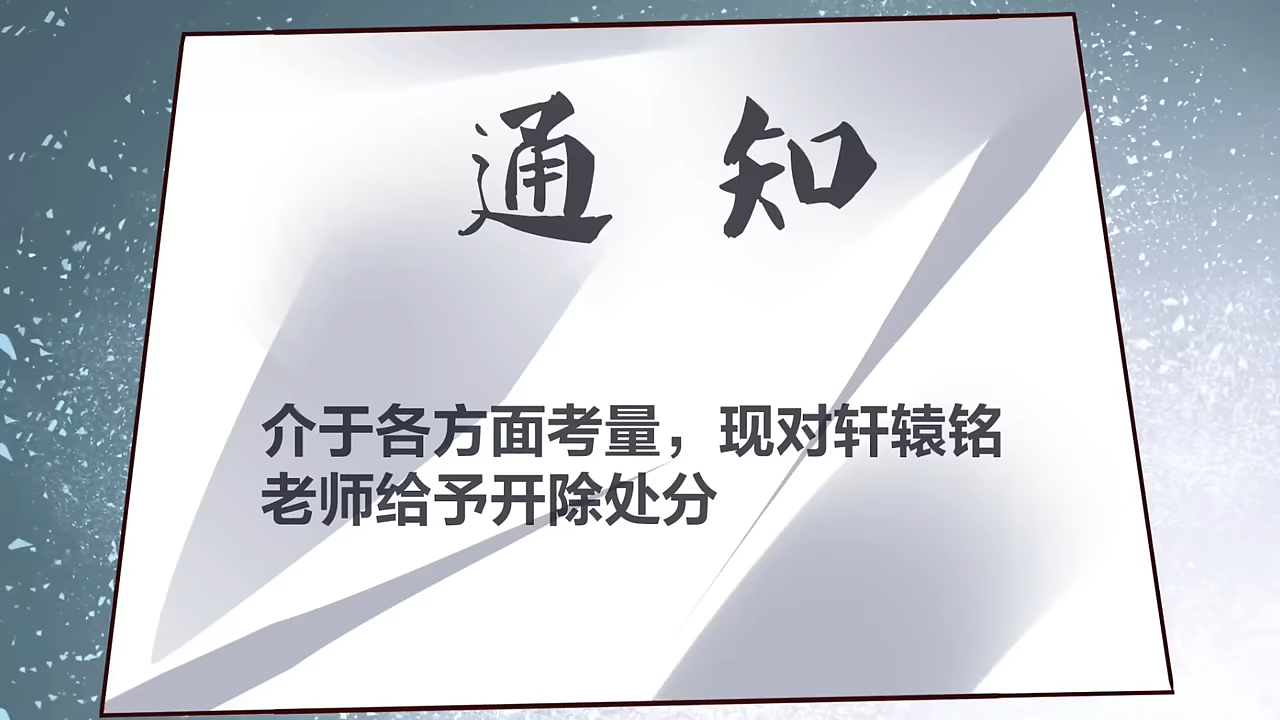 通知
介于各方面考量，现对轩辕铭
老师给予开除处分